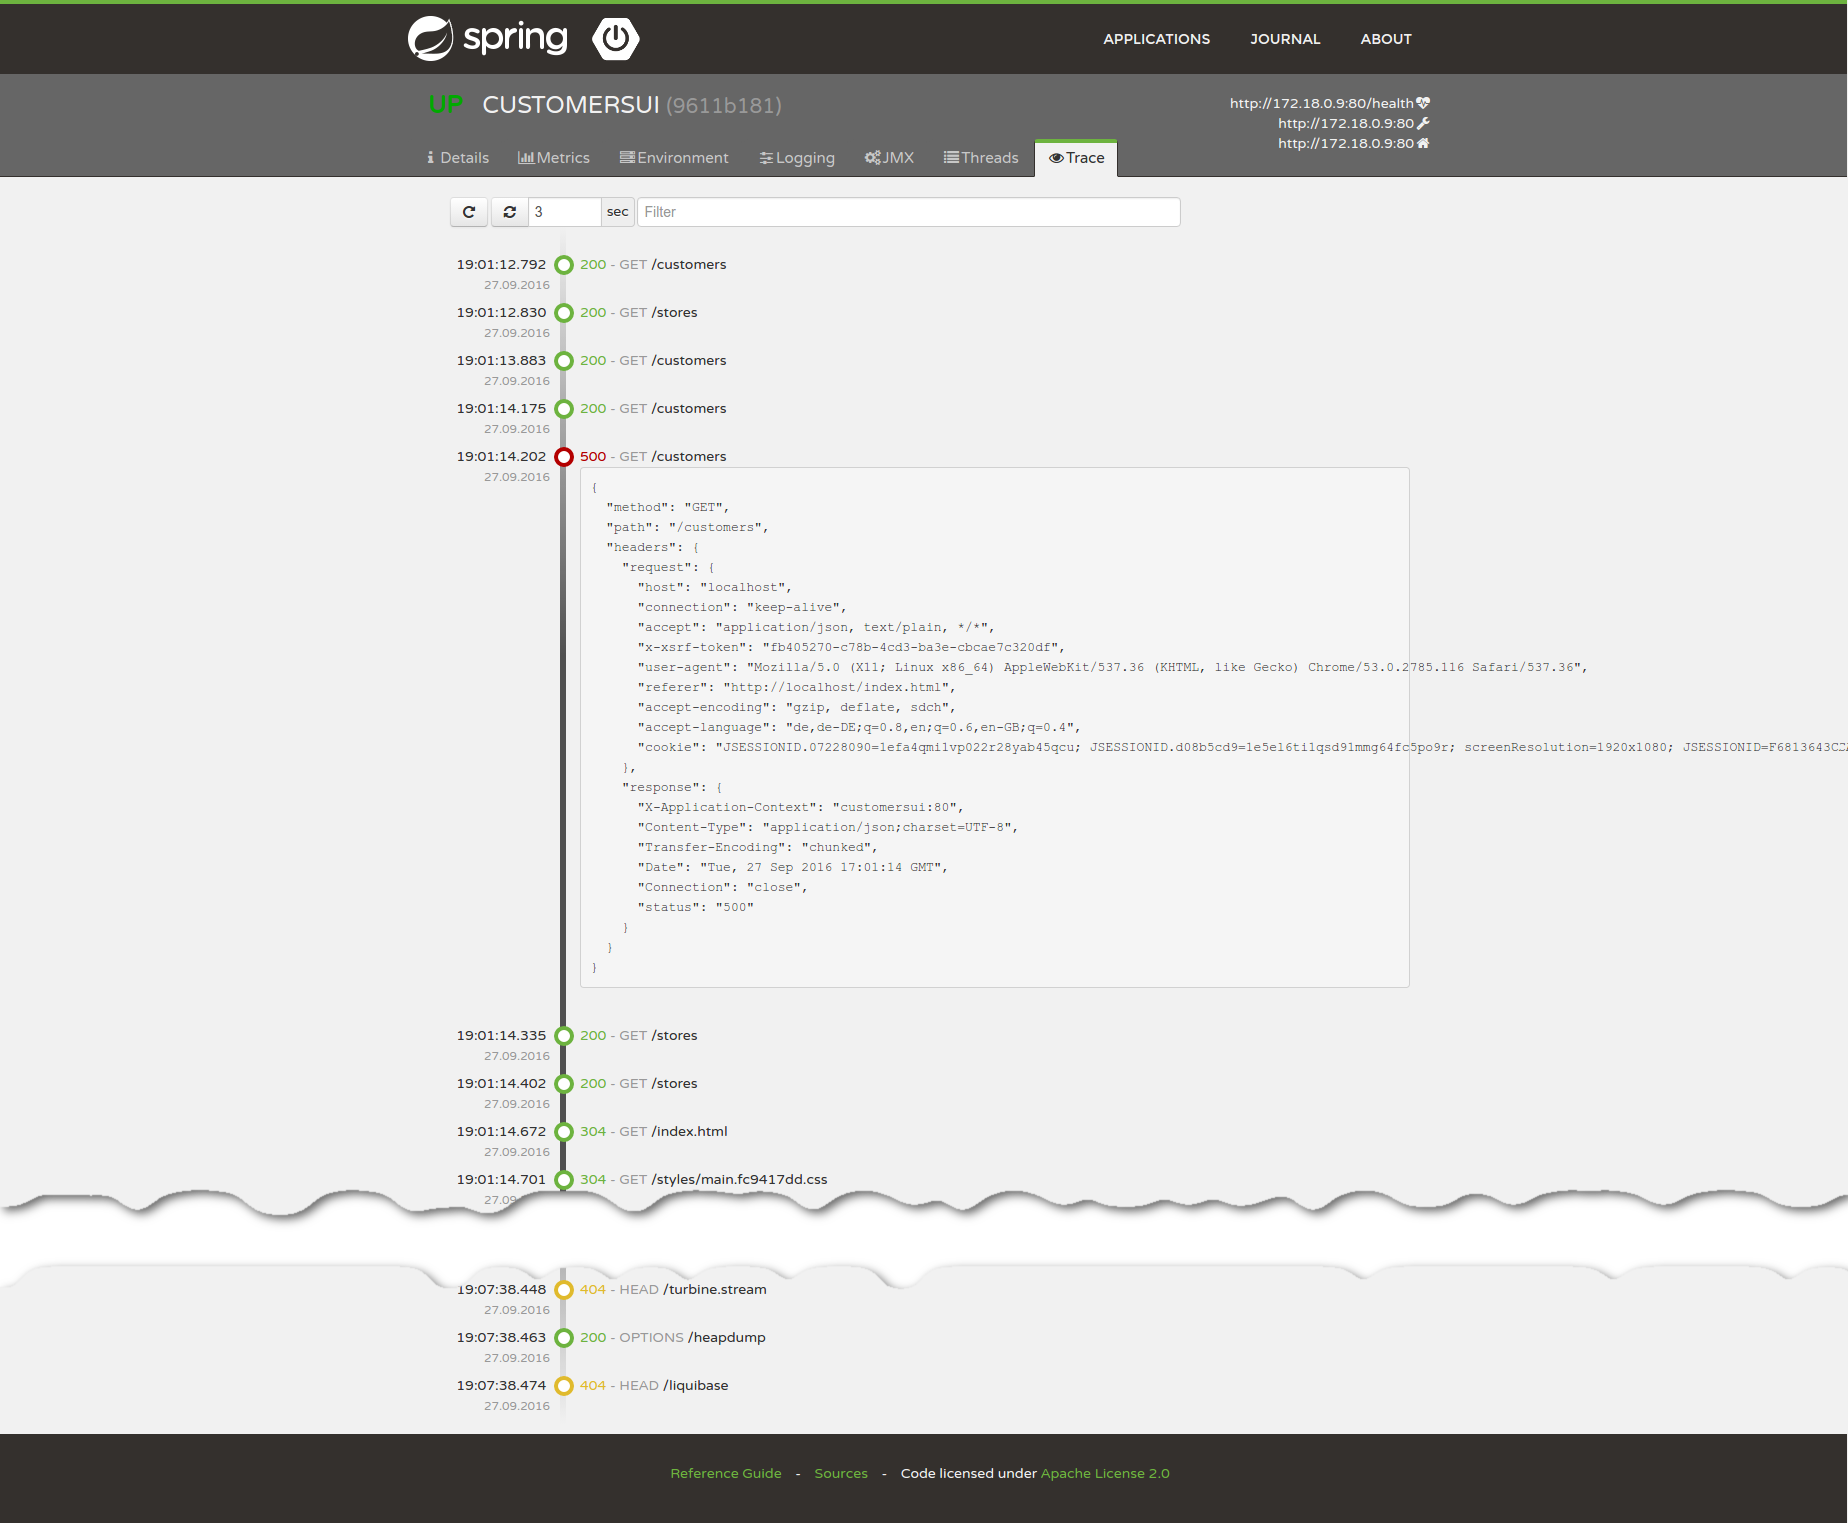 spring
APPLICATIONS JOURNAL ABOUT
UP CUSTOMERSUI (9611b181)
http://172.18.0.9:80/health
http://172.18.0.9:80
http://172.18.0.9:80
Details Metrics Environment Logging JMX Threads Trace
3 sec Filter
19:01:12.792 200 - GET /customers
27.09.2016
19:01:12.830 200 - GET /stores
27.09.2016
19:01:13.883 200 - GET /customers
27.09.2016
19:01:14.175 200 - GET /customers
27.09.2016
19:01:14.202 500 - GET /customers
27.09.2016
{
"method": "GET",
"path": "/customers",
"headers": {
"request": {
"host": "localhost",
"connection": "keep-alive",
"accept": "application/json, text/plain, */*",
"x-xsrf-token": "fb405270-c78b-4cd3-ba3e-cbcae7c320df",
"user-agent": "Mozilla/5.0 (X11; Linux x86_64) AppleWebKit/537.36 (KHTML, like Gecko) Chrome/53.0.2785.116 Safari/537.36",
"referer": "http://localhost/index.html",
"accept-encoding": "gzip, deflate, sdch",
"accept-language": "de,de-DE;q=0.8,en;q=0.6,en-GB;q=0.4",
"cookie": "JSESSIONID.07228090=1efa4qmi1vp022r28yab45qcu; JSESSIONID.d08b5cd9=1e5el6ti1qsd91mmg64fc5po9r; screenResolution=1920x1080;
},
"response": {
"X-Application-Context": "customersui:80",
"Content-Type": "application/json;charset=UTF-8",
"Transfer-Encoding": "chunked",
"Date": "Tue, 27 Sep 2016 17:01:14 GMT",
"Connection": "close",
"status": "500"
}
}
}
19:01:14.335 200 - GET /stores
27.09.2016
19:01:14.402 200 - GET /stores
27.09.2016
19:01:14.672 304 - GET /index.html
27.09.2016
19:01:14.701 304 - GET /styles/main.fc9417dd.css
19:07:38.448 404 - HEAD /turbine.stream
27.09.2016
19:07:38.463 200 - OPTIONS /heapdump
27.09.2016
19:07:38.474 404 - HEAD /liquibase
27.09.2016
Reference Guide - Sources - Code licensed under Apache License 2.0